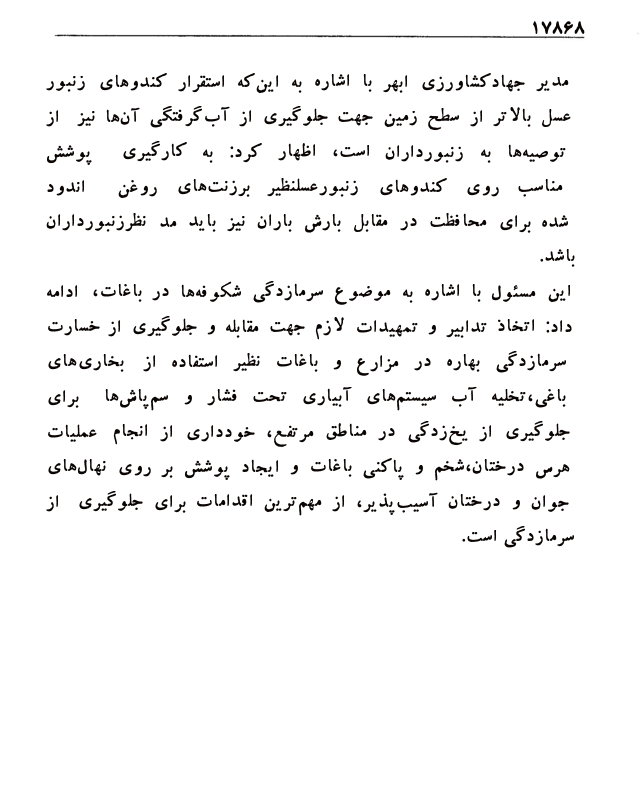 ۱۷۸۶۸
مدیر جهادکشاورزی ابهر با اشاره به این‌که استقرار کندوهای زنبور
عسل بالاتر از سطح زمین جهت جلوگیری از آب‌گرفتگی آن‌ها نیز از
توصیه‌ها به زنبورداران است، اظهار کرد: به کارگیری پوشش
مناسب روی کندوهای زنبورعسلنظیر برزنت‌های روغن اندود
شده برای محافظت در مقابل بارش باران نیز باید مد نظرزنبورداران
باشد.
این مسئول با اشاره به موضوع سرمازدگی شکوفه‌ها در باغات، ادامه
داد: اتخاذ تدابیر و تمهیدات لازم جهت مقابله و جلوگیری از خسارت
سرمازدگی بهاره در مزارع و باغات نظیر استفاده از بخاری‌های
باغی،تخلیه آب سیستم‌های آبیاری تحت فشار و سم‌پاش‌ها برای
جلوگیری از یخ‌زدگی در مناطق مرتفع، خودداری از انجام عملیات
هرس درختان،شخم و پاکنی باغات و ایجاد پوشش بر روی نهال‌های
جوان و درختان آسیب‌پذیر، از مهم‌ترین اقدامات برای جلوگیری از
سرمازدگی است.